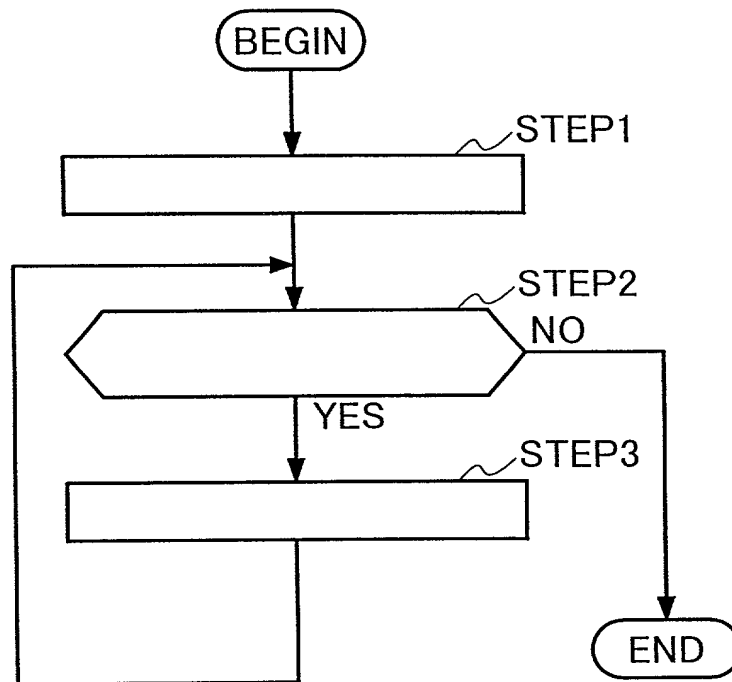 BEGIN
STEP1
STEP2
NO
YES
STEP3
END